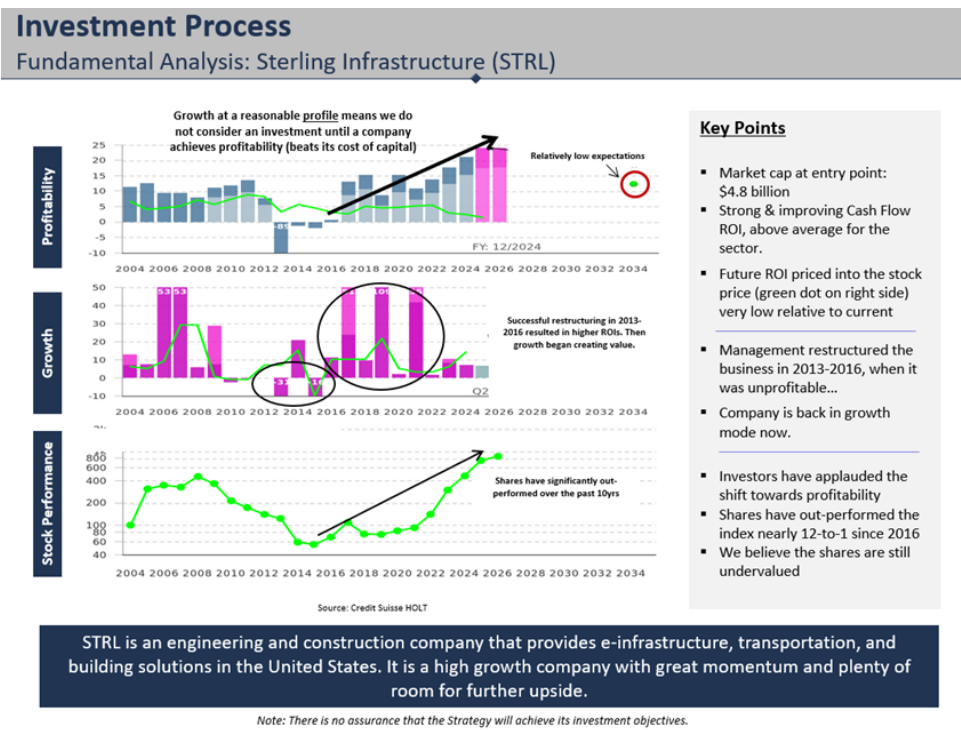 Investment Process
Fundamental Analysis: Sterling Infrastructure (STRL)
Growth at a reasonable profile means we do
not consider an investment until a company
achieves profitability (beats its cost of capital)
Relatively low expectations
Profitability
25
20
15
10
5
0
-5
-10
-89
FY: 12/2024
2004 2006 2008 2010 2012 2014 2016 2018 2020 2022 2024 2026 2028 2030 2032 2034
Growth
50
40
30
20
10
0
-10
53 53
Q2
Successful restructuring in 2013-
2016 resulted in higher ROIs. Then
growth began creating value.
2004 2006 2008 2010 2012 2014 2016 2018 2020 2022 2024 2026 2028 2030 2032 2034
Stock Performance
800
600
400
200
100
80
60
40
Shares have significantly out-
performed over the past 10yrs
2004 2006 2008 2010 2012 2014 2016 2018 2020 2022 2024 2026 2028 2030 2032 2034
Source: Credit Suisse HOLT
Key Points
▪ Market cap at entry point:
$4.8 billion
▪ Strong & improving Cash Flow
ROI, above average for the
sector.
▪ Future ROI priced into the stock
price (green dot on right side)
very low relative to current
▪ Management restructured the
business in 2013-2016, when it
was unprofitable...
▪ Company is back in growth
mode now.
▪ Investors have applauded the
shift towards profitability
▪ Shares have out-performed the
index nearly 12-to-1 since 2016
▪ We believe the shares are still
undervalued
STRL is an engineering and construction company that provides e-infrastructure, transportation, and
building solutions in the United States. It is a high growth company with great momentum and plenty of
room for further upside.
Note: There is no assurance that the Strategy will achieve its investment objectives.